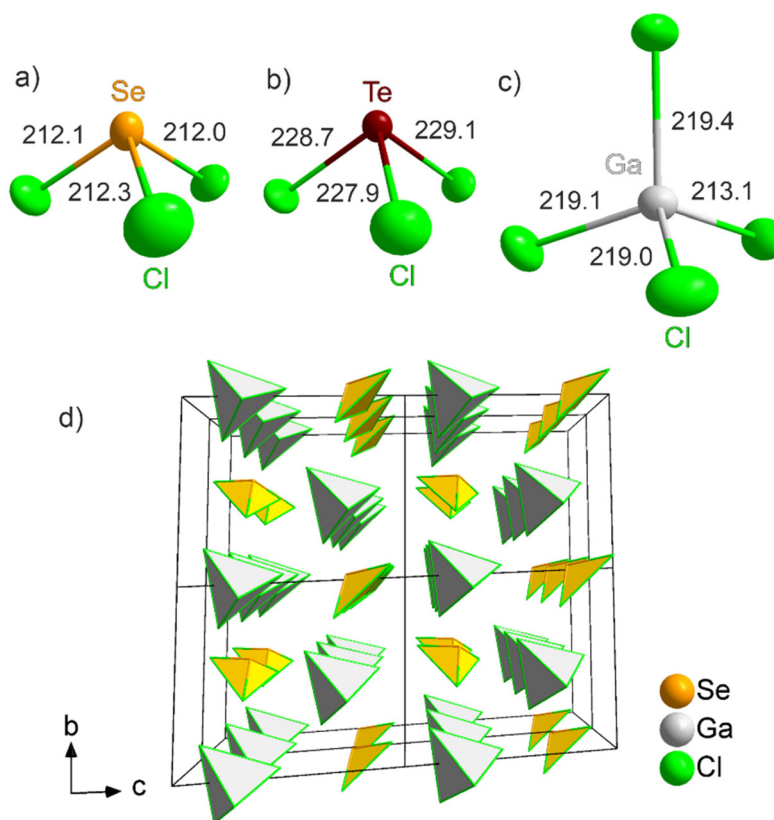 a)
Se
212.1
212.0
212.3
Cl
b)
Te
228.7
229.1
227.9
Cl
c)
219.4
Ga
219.1
213.1
219.0
Cl
d)
b
c
Se
Ga
Cl